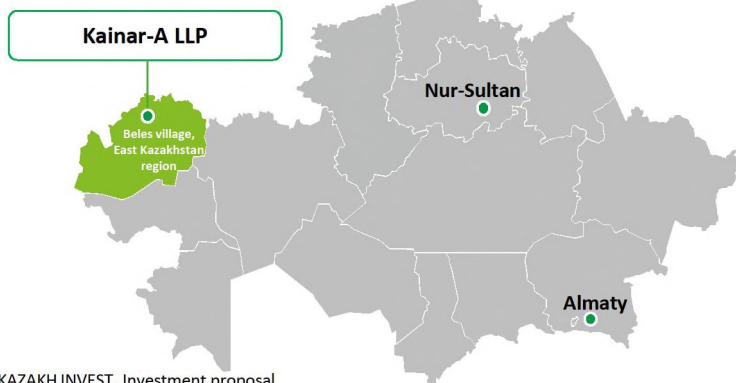 Kainar-A LLP
Nur-Sultan
Beles village,
East Kazakhstan
region
Almaty
KAZAKH INVEST. Investment proposal